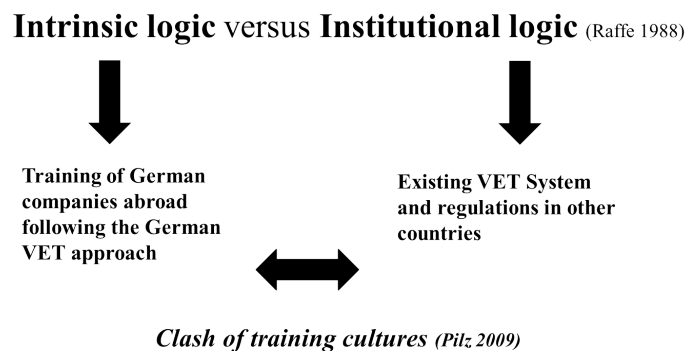 Intrinsic logic versus Institutional logic (Raffe 1988)
Training of German
companies abroad
following the German
VET approach
Existing VET System
and regulations in other
countries
Clash of training cultures (Pilz 2009)